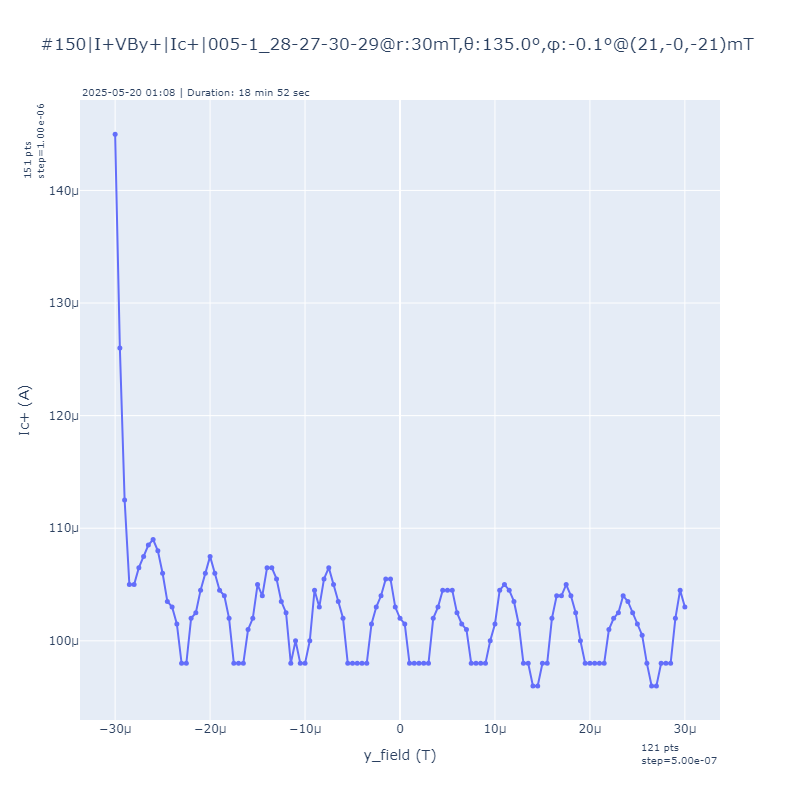 #150|I+VBy+|Ic+|005-1_28-27-30-29@r:30mT,θ:135.0°,φ:-0.1°@(21,-0,-21)mT
2025-05-20 01:08 | Duration: 18 min 52 sec
151 pts
step=1.00e-06
140μ
130μ
120μ
110μ
100μ
Ic+ (A)
−30μ
−20μ
−10μ
0
10μ
20μ
30μ
y_field (T)
121 pts
step=5.00e-07